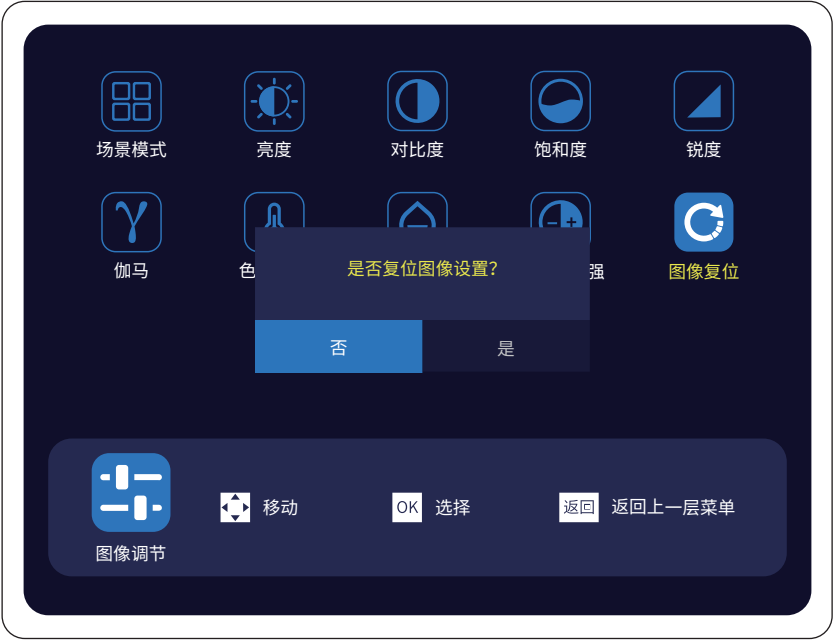 场景模式
亮度
对比度
饱和度
锐度
γ
伽马
色
强
图像复位
是否复位图像设置?
否
是
图像调节
移动
OK 选择
返回 返回上一层菜单